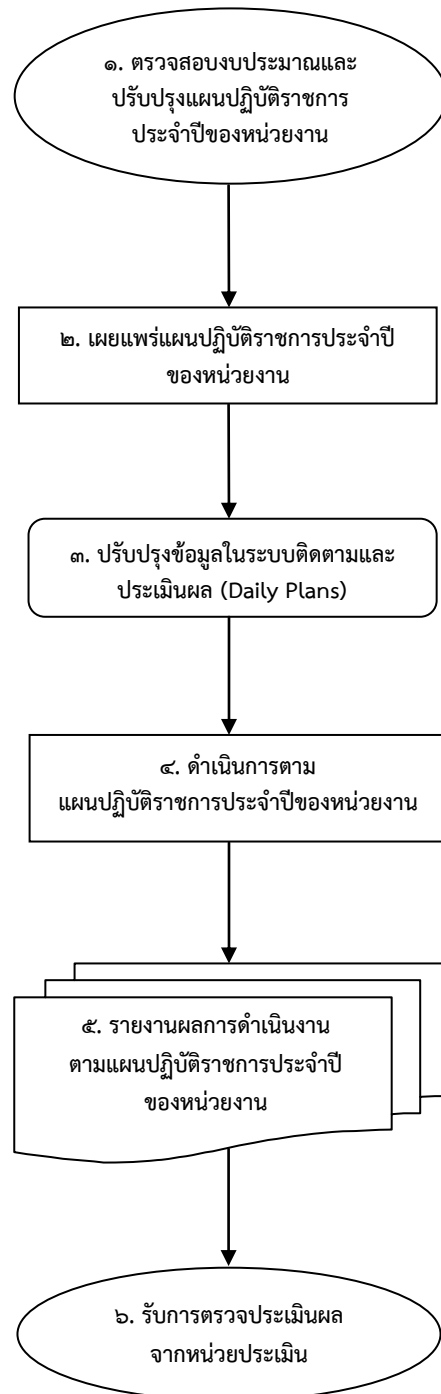 ๑. ตรวจสอบงบประมาณและ
ปรับปรุงแผนปฏิบัติราชการ
ประจำปีของหน่วยงาน
๒. เผยแพร่แผนปฏิบัติราชการประจำปี
ของหน่วยงาน
๓. ปรับปรุงข้อมูลในระบบติดตามและ
ประเมินผล (Daily Plans)
๔. ดำเนินการตาม
แผนปฏิบัติราชการประจำปีของหน่วยงาน
๕. รายงานผลการดำเนินงาน
ตามแผนปฏิบัติราชการประจำปี
ของหน่วยงาน
๖. รับการตรวจประเมินผล
จากหน่วยประเมิน